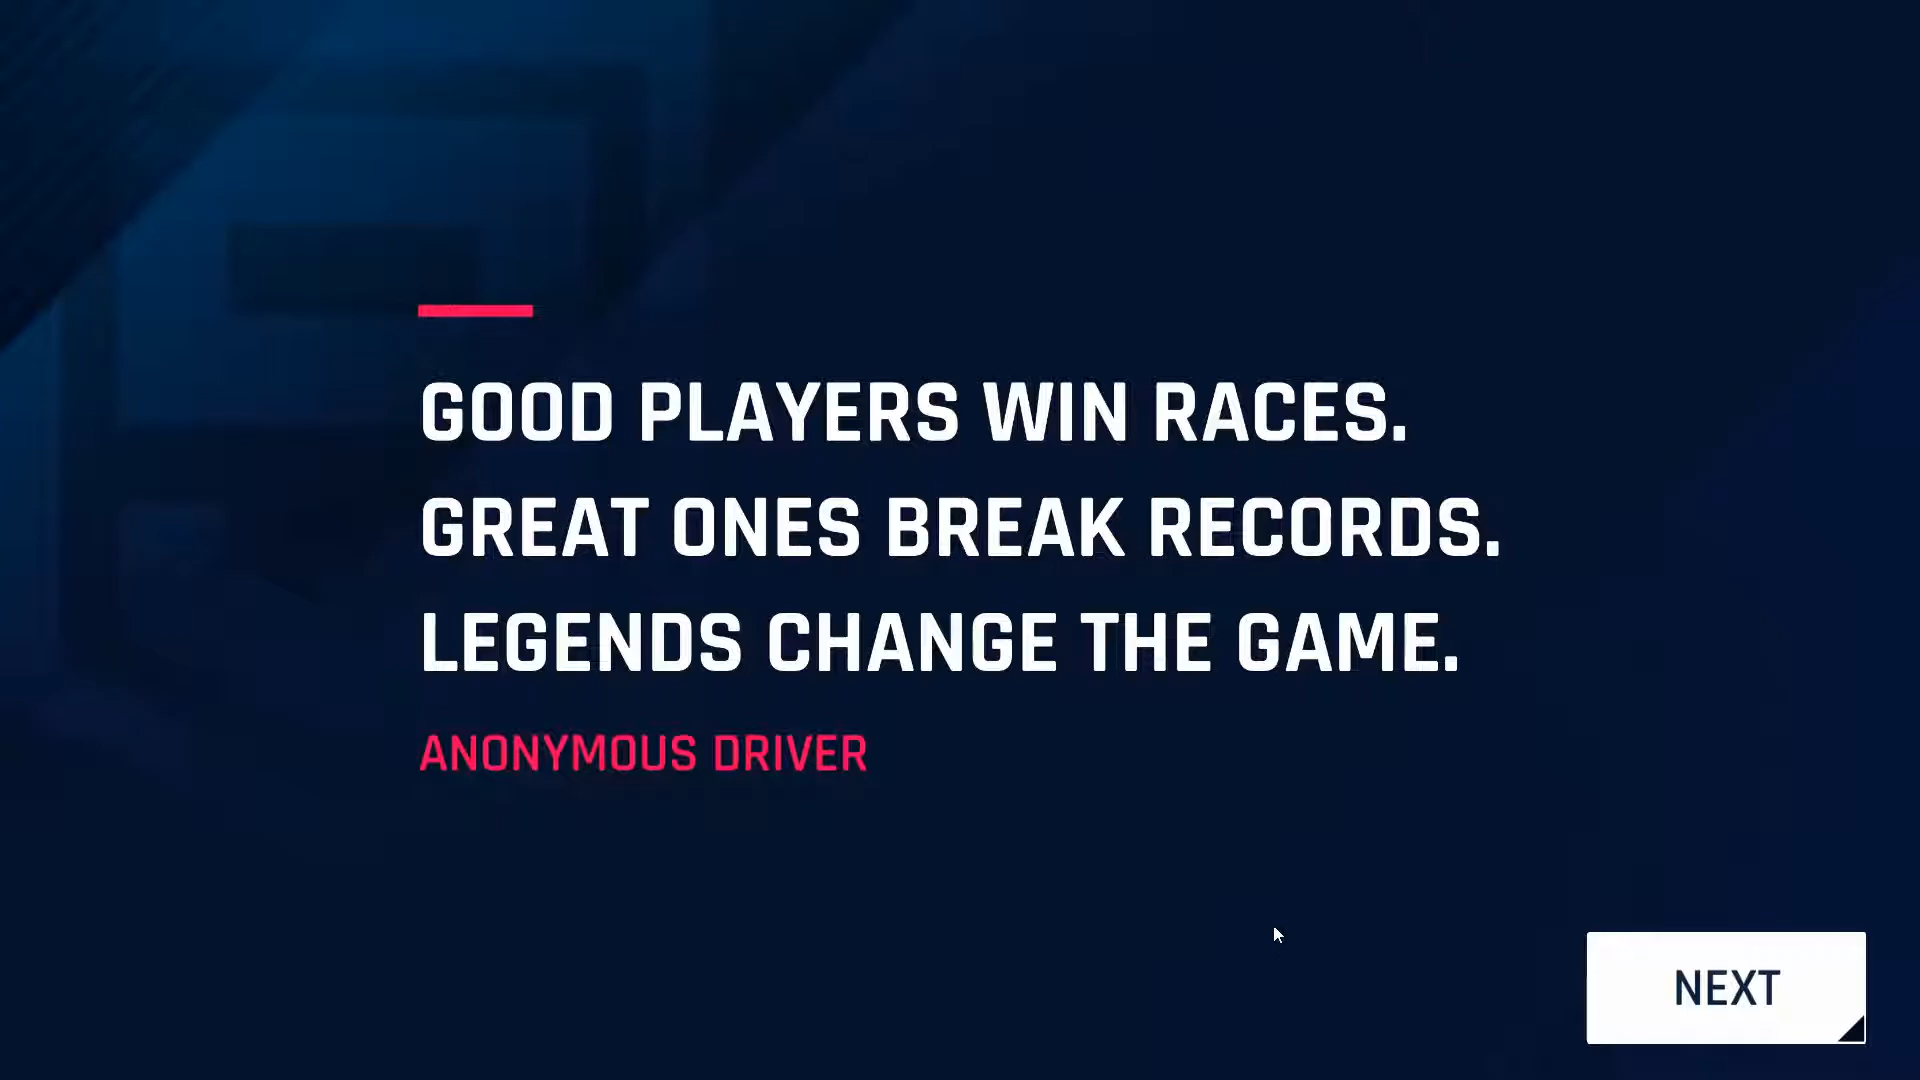 GOOD PLAYERS WIN RACES.
GREAT ONES BREAK RECORDS.
LEGENDS CHANGE THE GAME.
ANONYMOUS DRIVER
NEXT